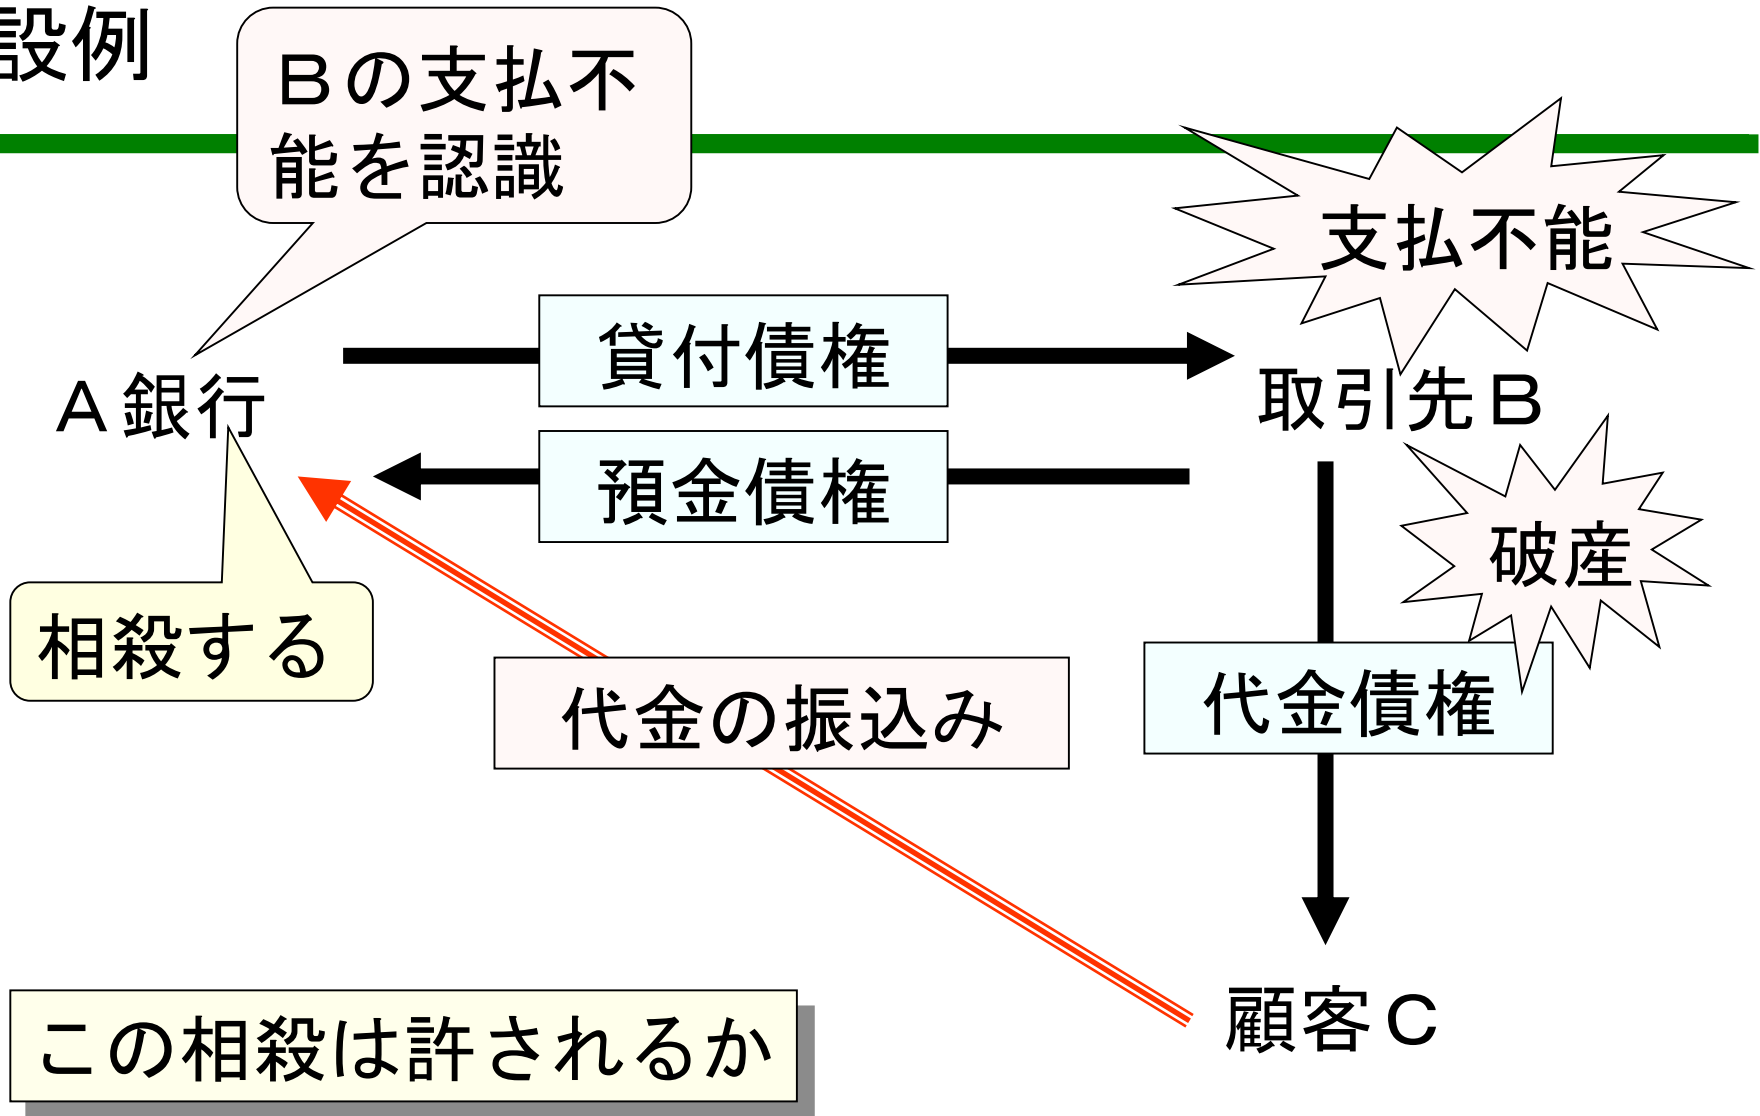 設例
Ｂの支払不
能を認識
支払不能
貸付債権
Ａ銀行
取引先Ｂ
預金債権
破産
相殺する
代金の振込み
代金債権
顧客Ｃ
この相殺は許されるか